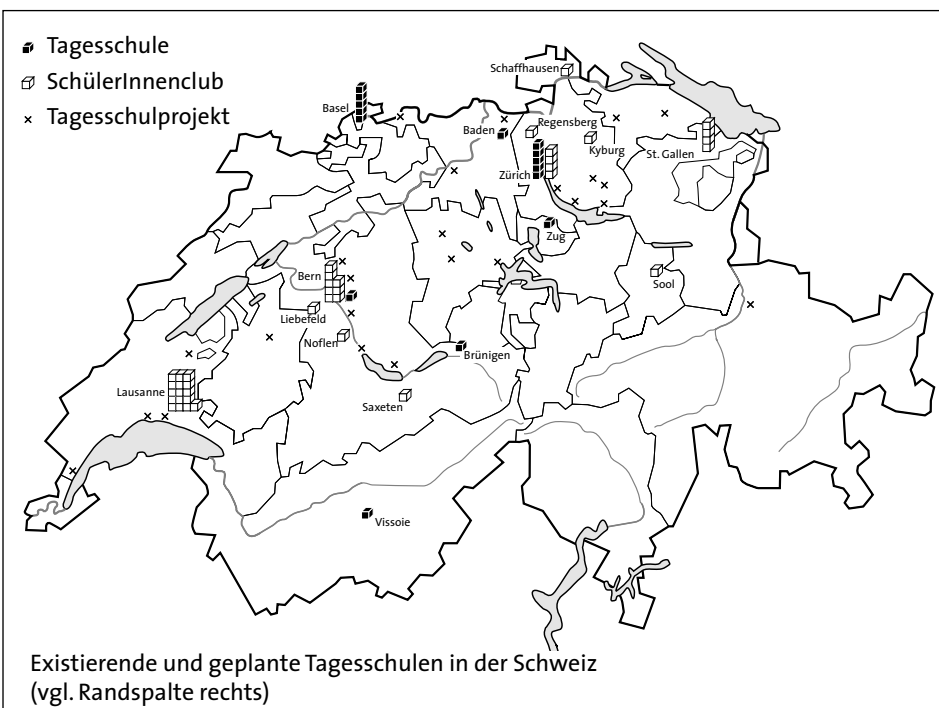 Tagesschule
SchülerInnenclub
× Tagesschulprojekt
Schaffhausen
Basel
Regensberg
Baden
Kyburg
St. Gallen
Zürich
Zug
Bern
Sool
Liebefeld
Noflen
Brünigen
Lausanne
Saxeten
Vissoie
Existierende und geplante Tagesschulen in der Schweiz
(vgl. Randspalte rechts)